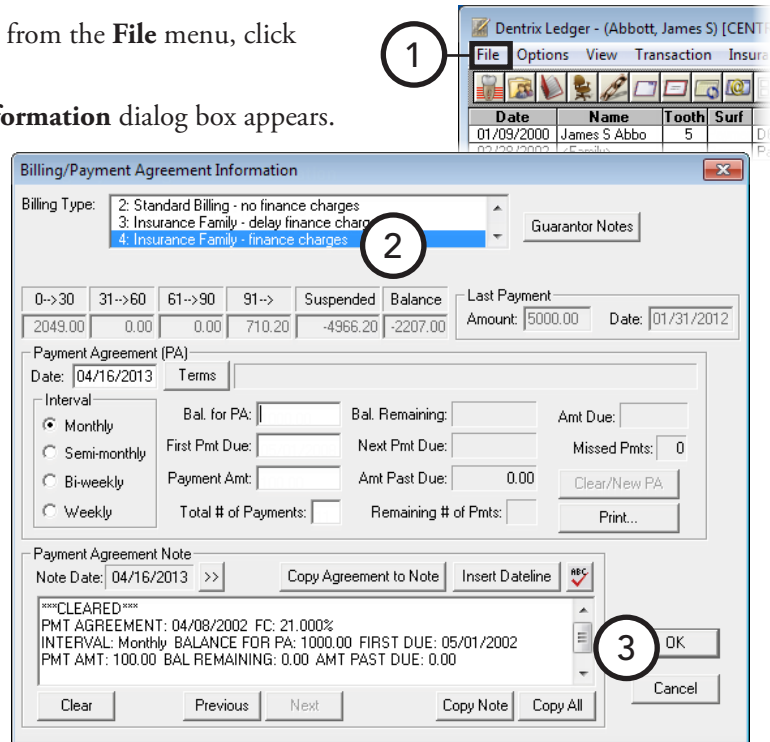 from the File menu, click
formation dialog box appears.
1
Dentrix Ledger - (Abbott, James S) [CENT
File Options View Transaction Insura
Date Name Tooth Surf
01/09/2000 James S Abbo 5
02/28/2002 <Family>
Billing/Payment Agreement Information
Billing Type:
2: Standard Billing - no finance charges
3: Insurance Family - delay finance charg
4: Insurance Family - finance charges
2
Guarantor Notes
0-->30 31-->60 61-->90 91--> Suspended Balance
2049.00 0.00 0.00 710.20 -4966.20 -2207.00
Last Payment
Amount: 5000.00 Date: 01/31/2012
Payment Agreement (PA)
Date: 04/16/2013 Terms
Interval
Monthly
Semi-monthly
Bi-weekly
Weekly
Bal. for PA: Bal. Remaining: Amt Due:
First Pmt Due: Next Pmt Due: Missed Pmts: 0
Payment Amt: Amt Past Due: 0.00 Clear/New PA
Total # of Payments: Remaining # of Pmts: Print...
Payment Agreement Note
Note Date: 04/16/2013 >> Copy Agreement to Note Insert Dateline ABC
***CLEARED***
PMT AGREEMENT: 04/08/2002 FC: 21.000%
INTERVAL: Monthly BALANCE FOR PA: 1000.00 FIRST DUE: 05/01/2002
PMT AMT: 100.00 BAL REMAINING: 0.00 AMT PAST DUE: 0.00
3
OK
Cancel
Clear Previous Next Copy Note Copy All